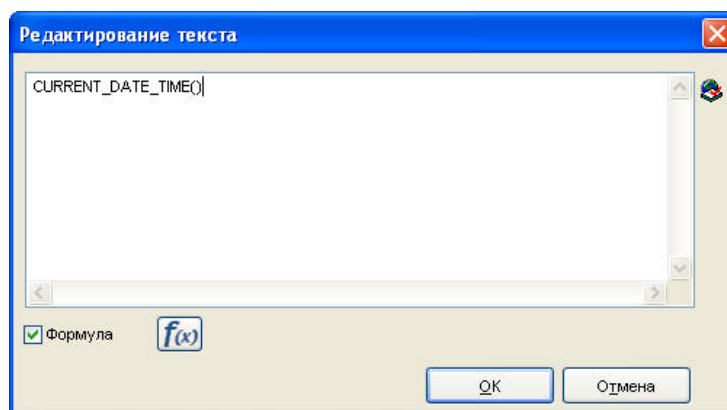 Редактирование текста
CURRENT_DATE_TIME()
Формула
f(x)
OK
Отмена